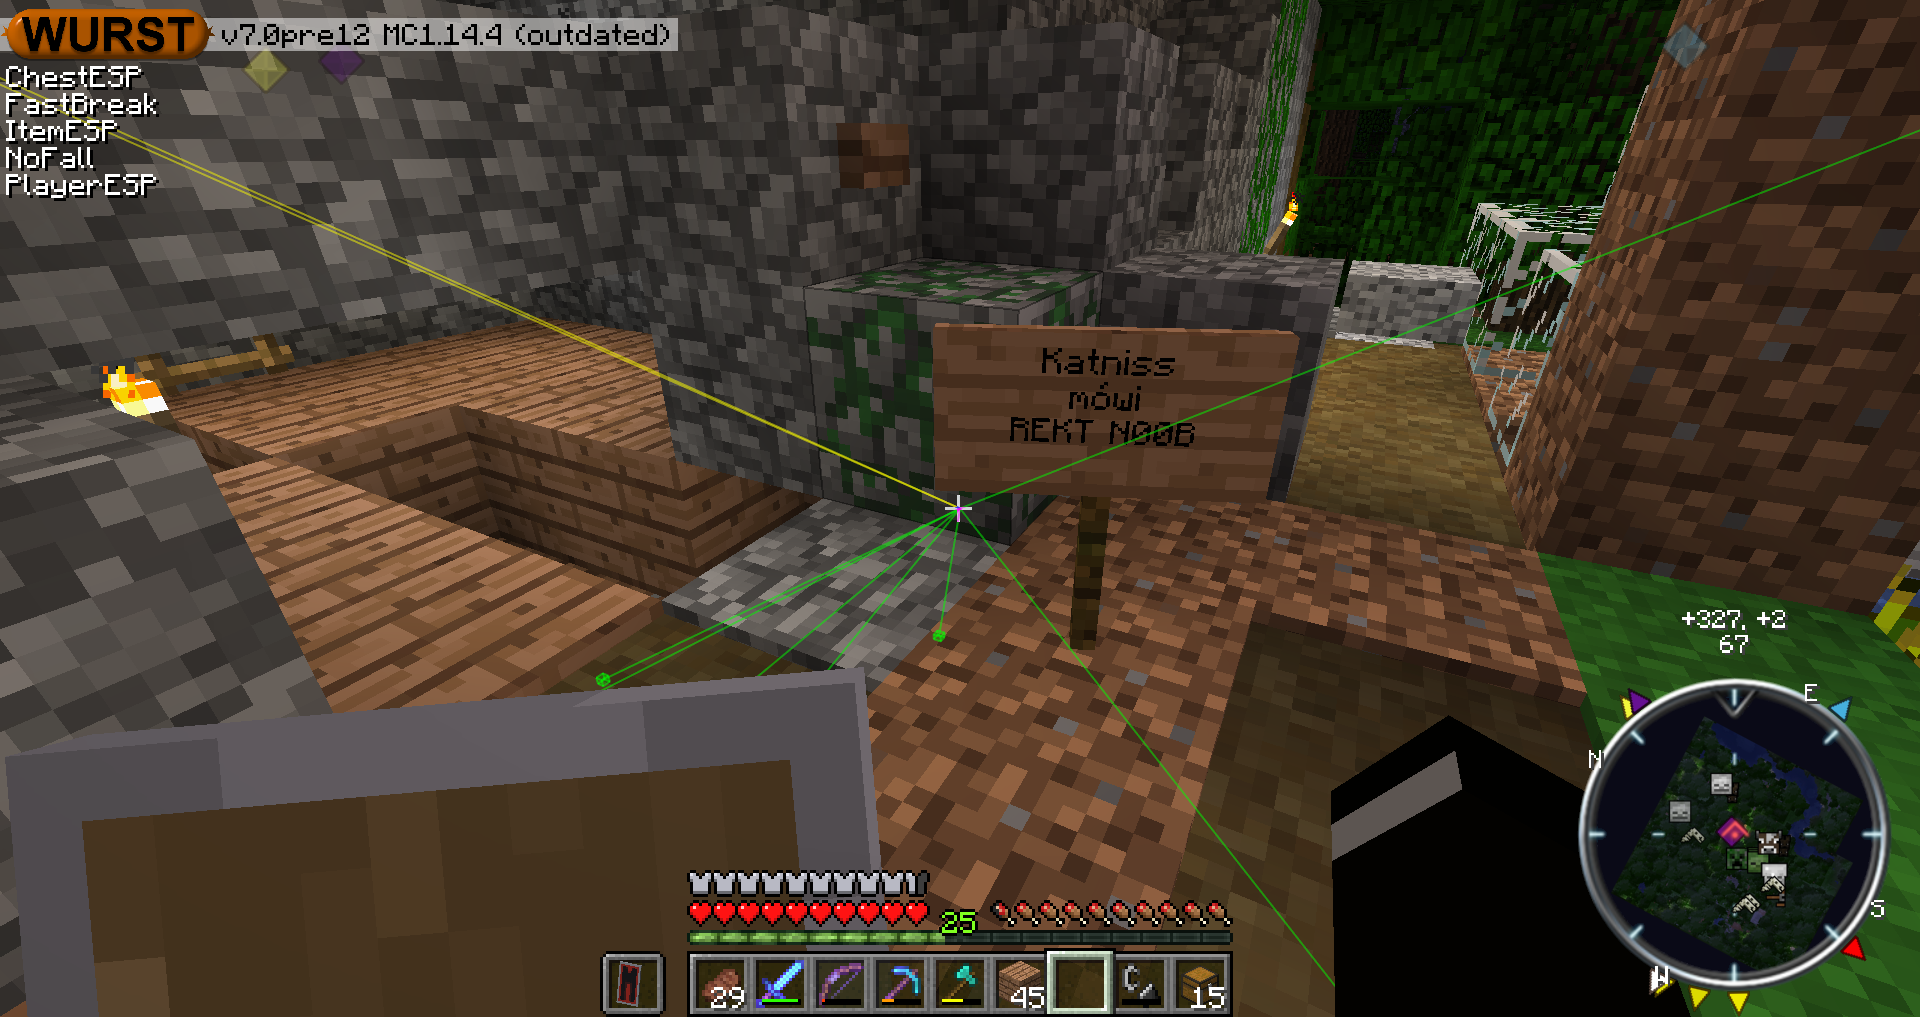 WURST v7.0pre12 MC1.14.4 (outdated)
ChestESP
FastBreak
ItemESP
NoFall
PlayerESP
Katniss
mówi
REKT N00B
+327, +2
67
E
N
S
W
25
29
45
15